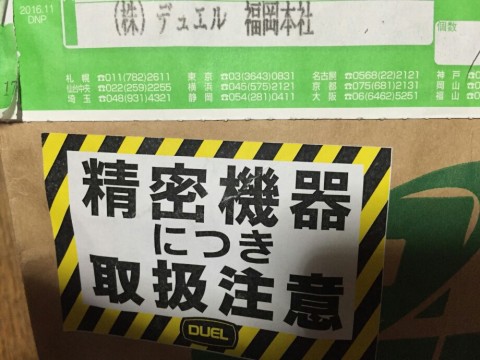 2016.11
DNP
(株)デュエル 福岡本社
個数
札幌☎011(782)2611 東京☎03(3643)0831 名古屋☎0568(22)2121 神戸☎
仙台中央☎022(259)2255 横浜☎045(575)2121 京都☎075(681)2131 岡山☎
埼玉☎048(931)4321 静岡☎054(281)0411 大阪☎06(6462)5251 福山☎
17
精密機器
につき
取扱注意
DUEL